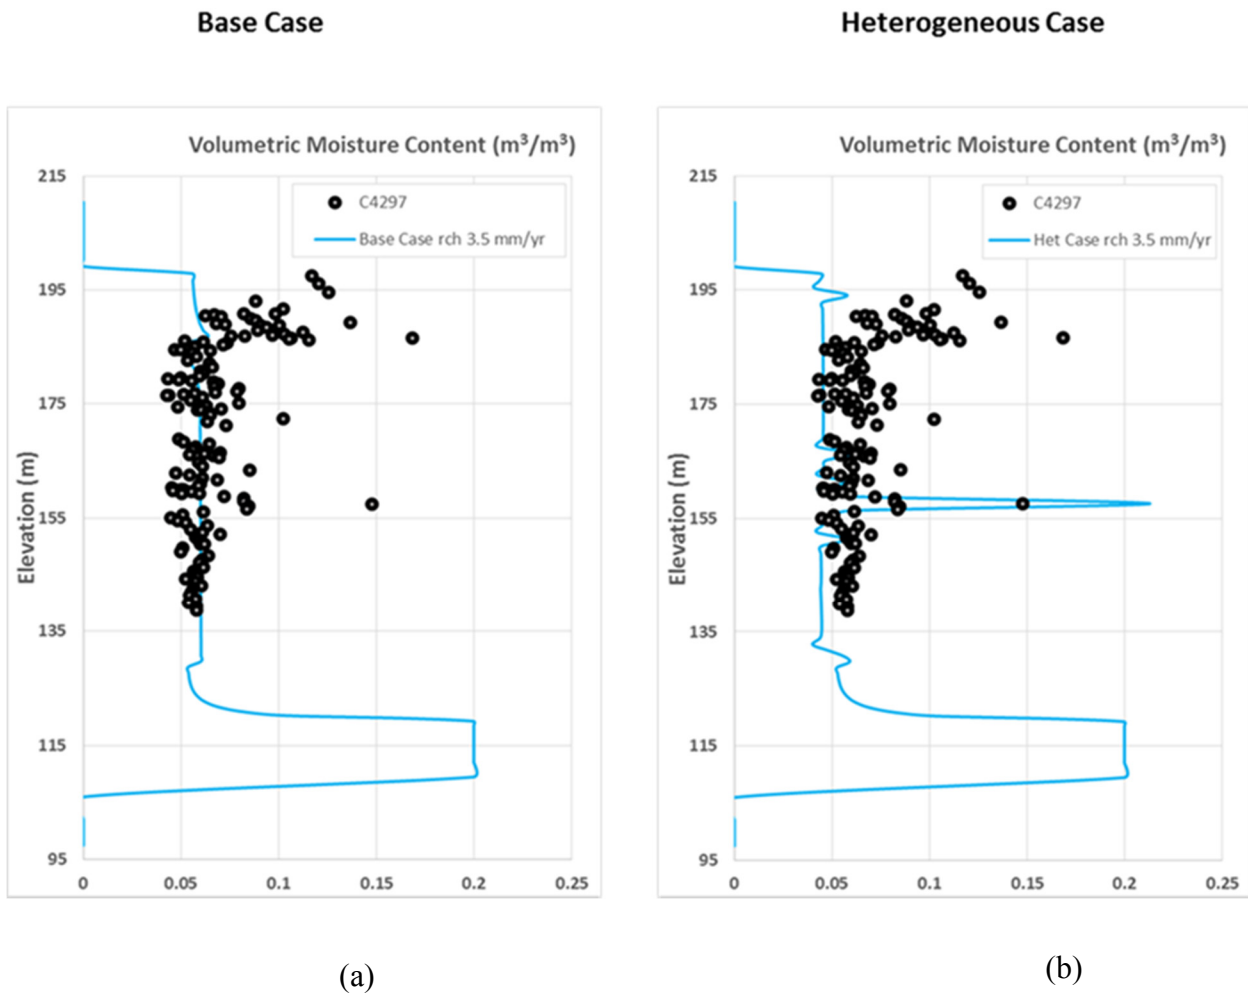 Base Case
Heterogeneous Case
Volumetric Moisture Content (m³/m³)
215
195
175
155
135
115
95
Elevation (m)
C4297
Base Case rch 3.5 mm/yr
0 0.05 0.1 0.15 0.2 0.25
(a)
Volumetric Moisture Content (m³/m³)
215
195
175
155
135
115
95
Elevation (m)
C4297
Het Case rch 3.5 mm/yr
0 0.05 0.1 0.15 0.2 0.25
(b)